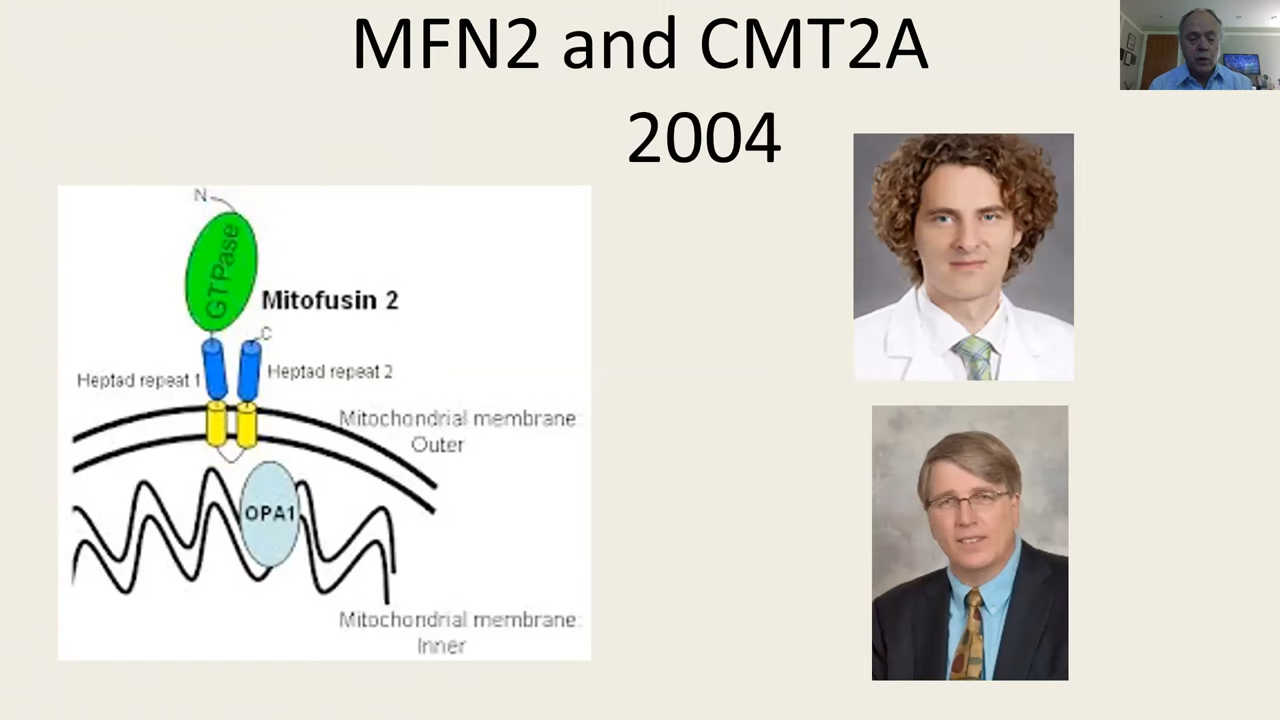 MFN2 and CMT2A
2004
N
GTPase
Mitofusin 2
C
Heptad repeat 1
Heptad repeat 2
Mitochondrial membrane:
Outer
OPA1
Mitochondrial membrane:
Inner